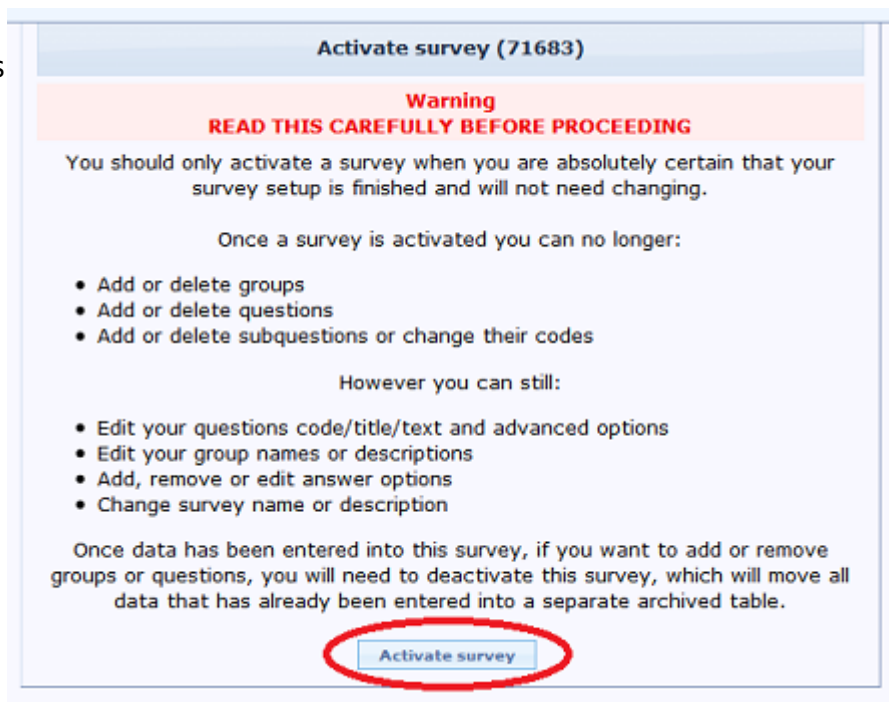 Activate survey (71683)
s
Warning
READ THIS CAREFULLY BEFORE PROCEEDING
You should only activate a survey when you are absolutely certain that your
survey setup is finished and will not need changing.
Once a survey is activated you can no longer:
• Add or delete groups
• Add or delete questions
• Add or delete subquestions or change their codes
However you can still:
• Edit your questions code/title/text and advanced options
• Edit your group names or descriptions
• Add, remove or edit answer options
• Change survey name or description
Once data has been entered into this survey, if you want to add or remove
groups or questions, you will need to deactivate this survey, which will move all
data that has already been entered into a separate archived table.
Activate survey